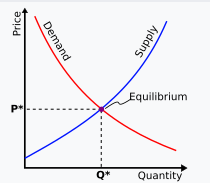 Price
Demand
Supply
Equilibrium
P*
Q*
Quantity